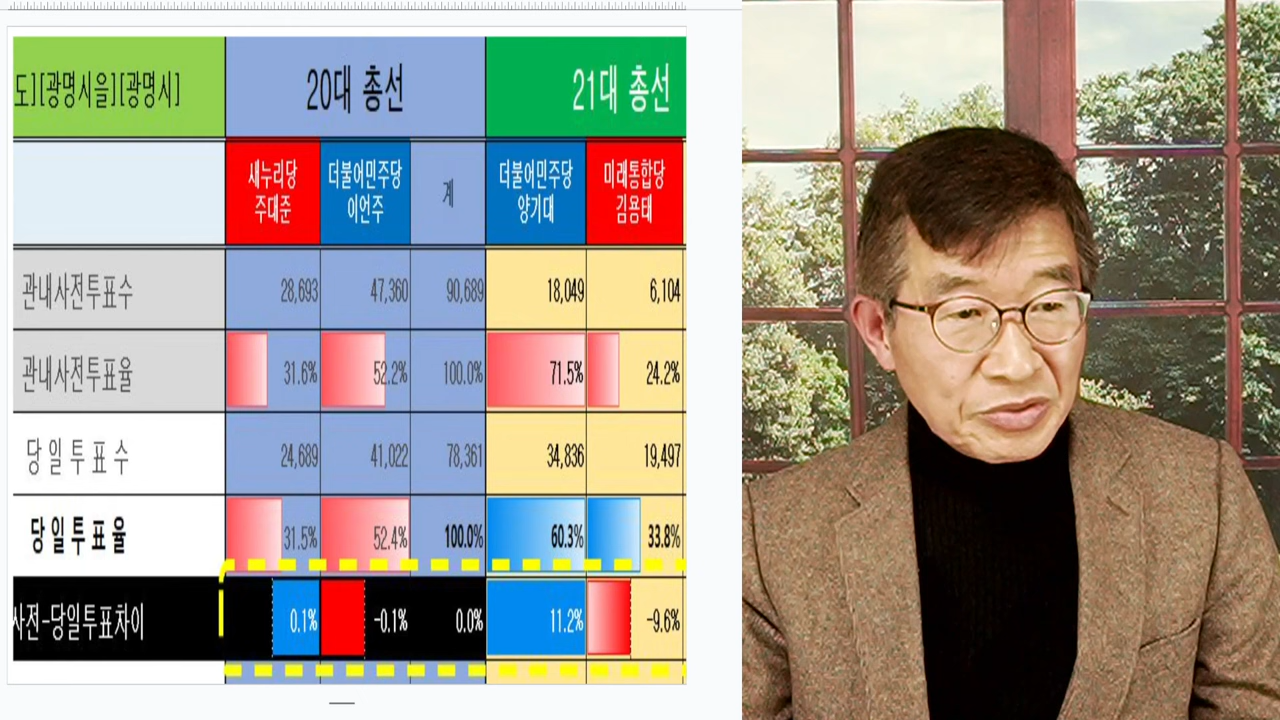 도][광명시을][광명시]
20대 총선
21대 총선
새누리당
주대준
더불어민주당
이언주
계
더불어민주당
양기대
미래통합당
김용태
관내사전투표수
28,693
47,360
90,689
18,049
6,104
관내사전투표율
31.6%
52.2%
100.0%
71.5%
24.2%
당일투표수
24,689
41,022
78,361
34,836
19,497
당일투표율
31.5%
52.4%
100.0%
60.3%
33.8%
사전-당일투표차이
0.1%
-0.1%
0.0%
11.2%
-9.6%